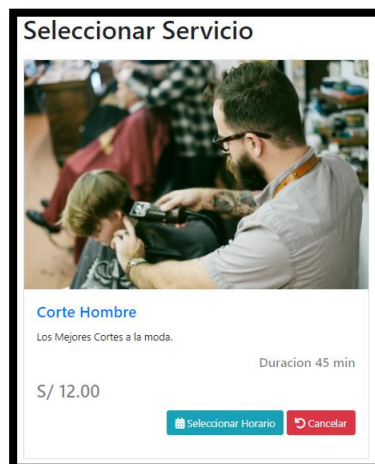 Seleccionar Servicio
Corte Hombre
Los Mejores Cortes a la moda.
Duracion 45 min
S/ 12.00
Seleccionar Horario Cancelar